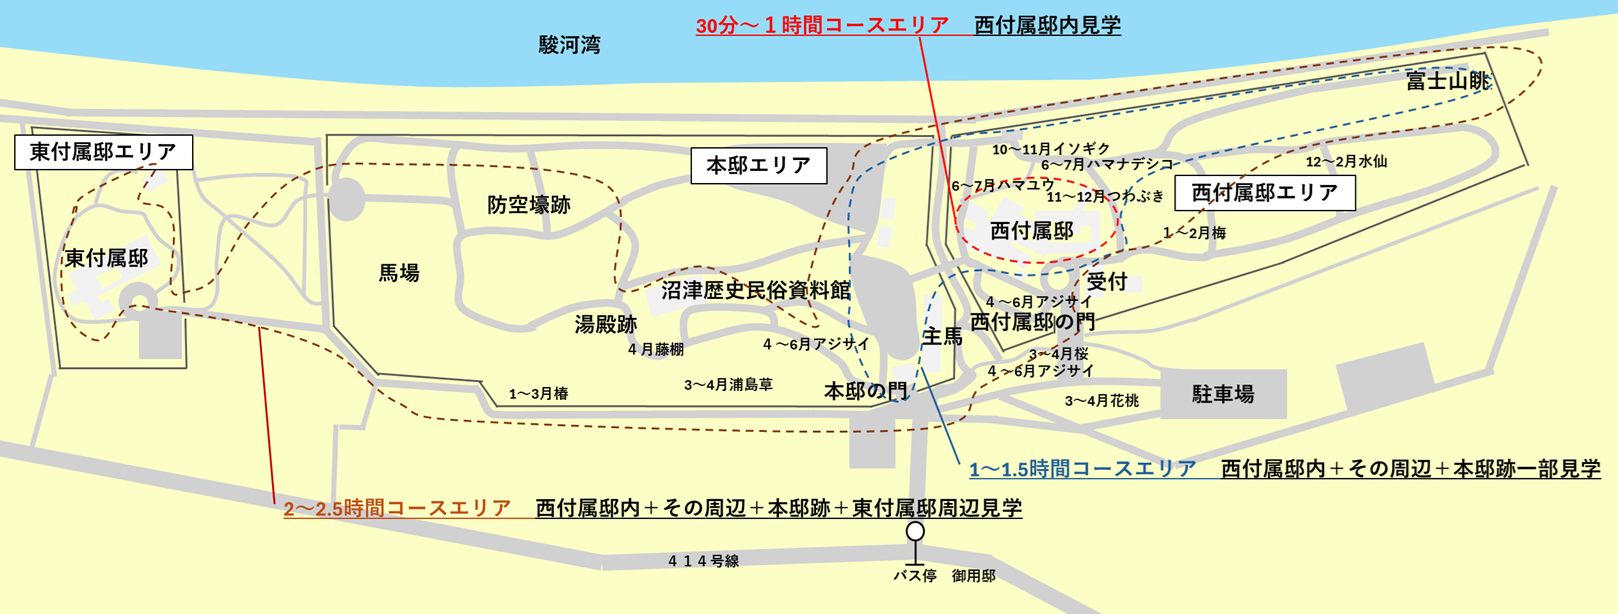 30分～１時間コースエリア　西付属邸内見学
駿河湾
富士山眺
東付属邸エリア
本邸エリア
10～11月イソギク
6～7月ハマナデシコ
12～2月水仙
6～7月ハマユウ
11～12月つわぶき
西付属邸エリア
防空壕跡
西付属邸
1～2月梅
東付属邸
馬場
受付
沼津歴史民俗資料館
４～6月アジサイ
湯殿跡
西付属邸の門
主馬
４月藤棚
４～6月アジサイ
3～4月桜
４～6月アジサイ
1～3月椿
3～4月浦島草
本邸の門
3～4月花桃
駐車場
1～1.5時間コースエリア　西付属邸内＋その周辺＋本邸跡一部見学
2～2.5時間コースエリア　西付属邸内＋その周辺＋本邸跡＋東付属邸周辺見学
４１４号線
バス停　御用邸